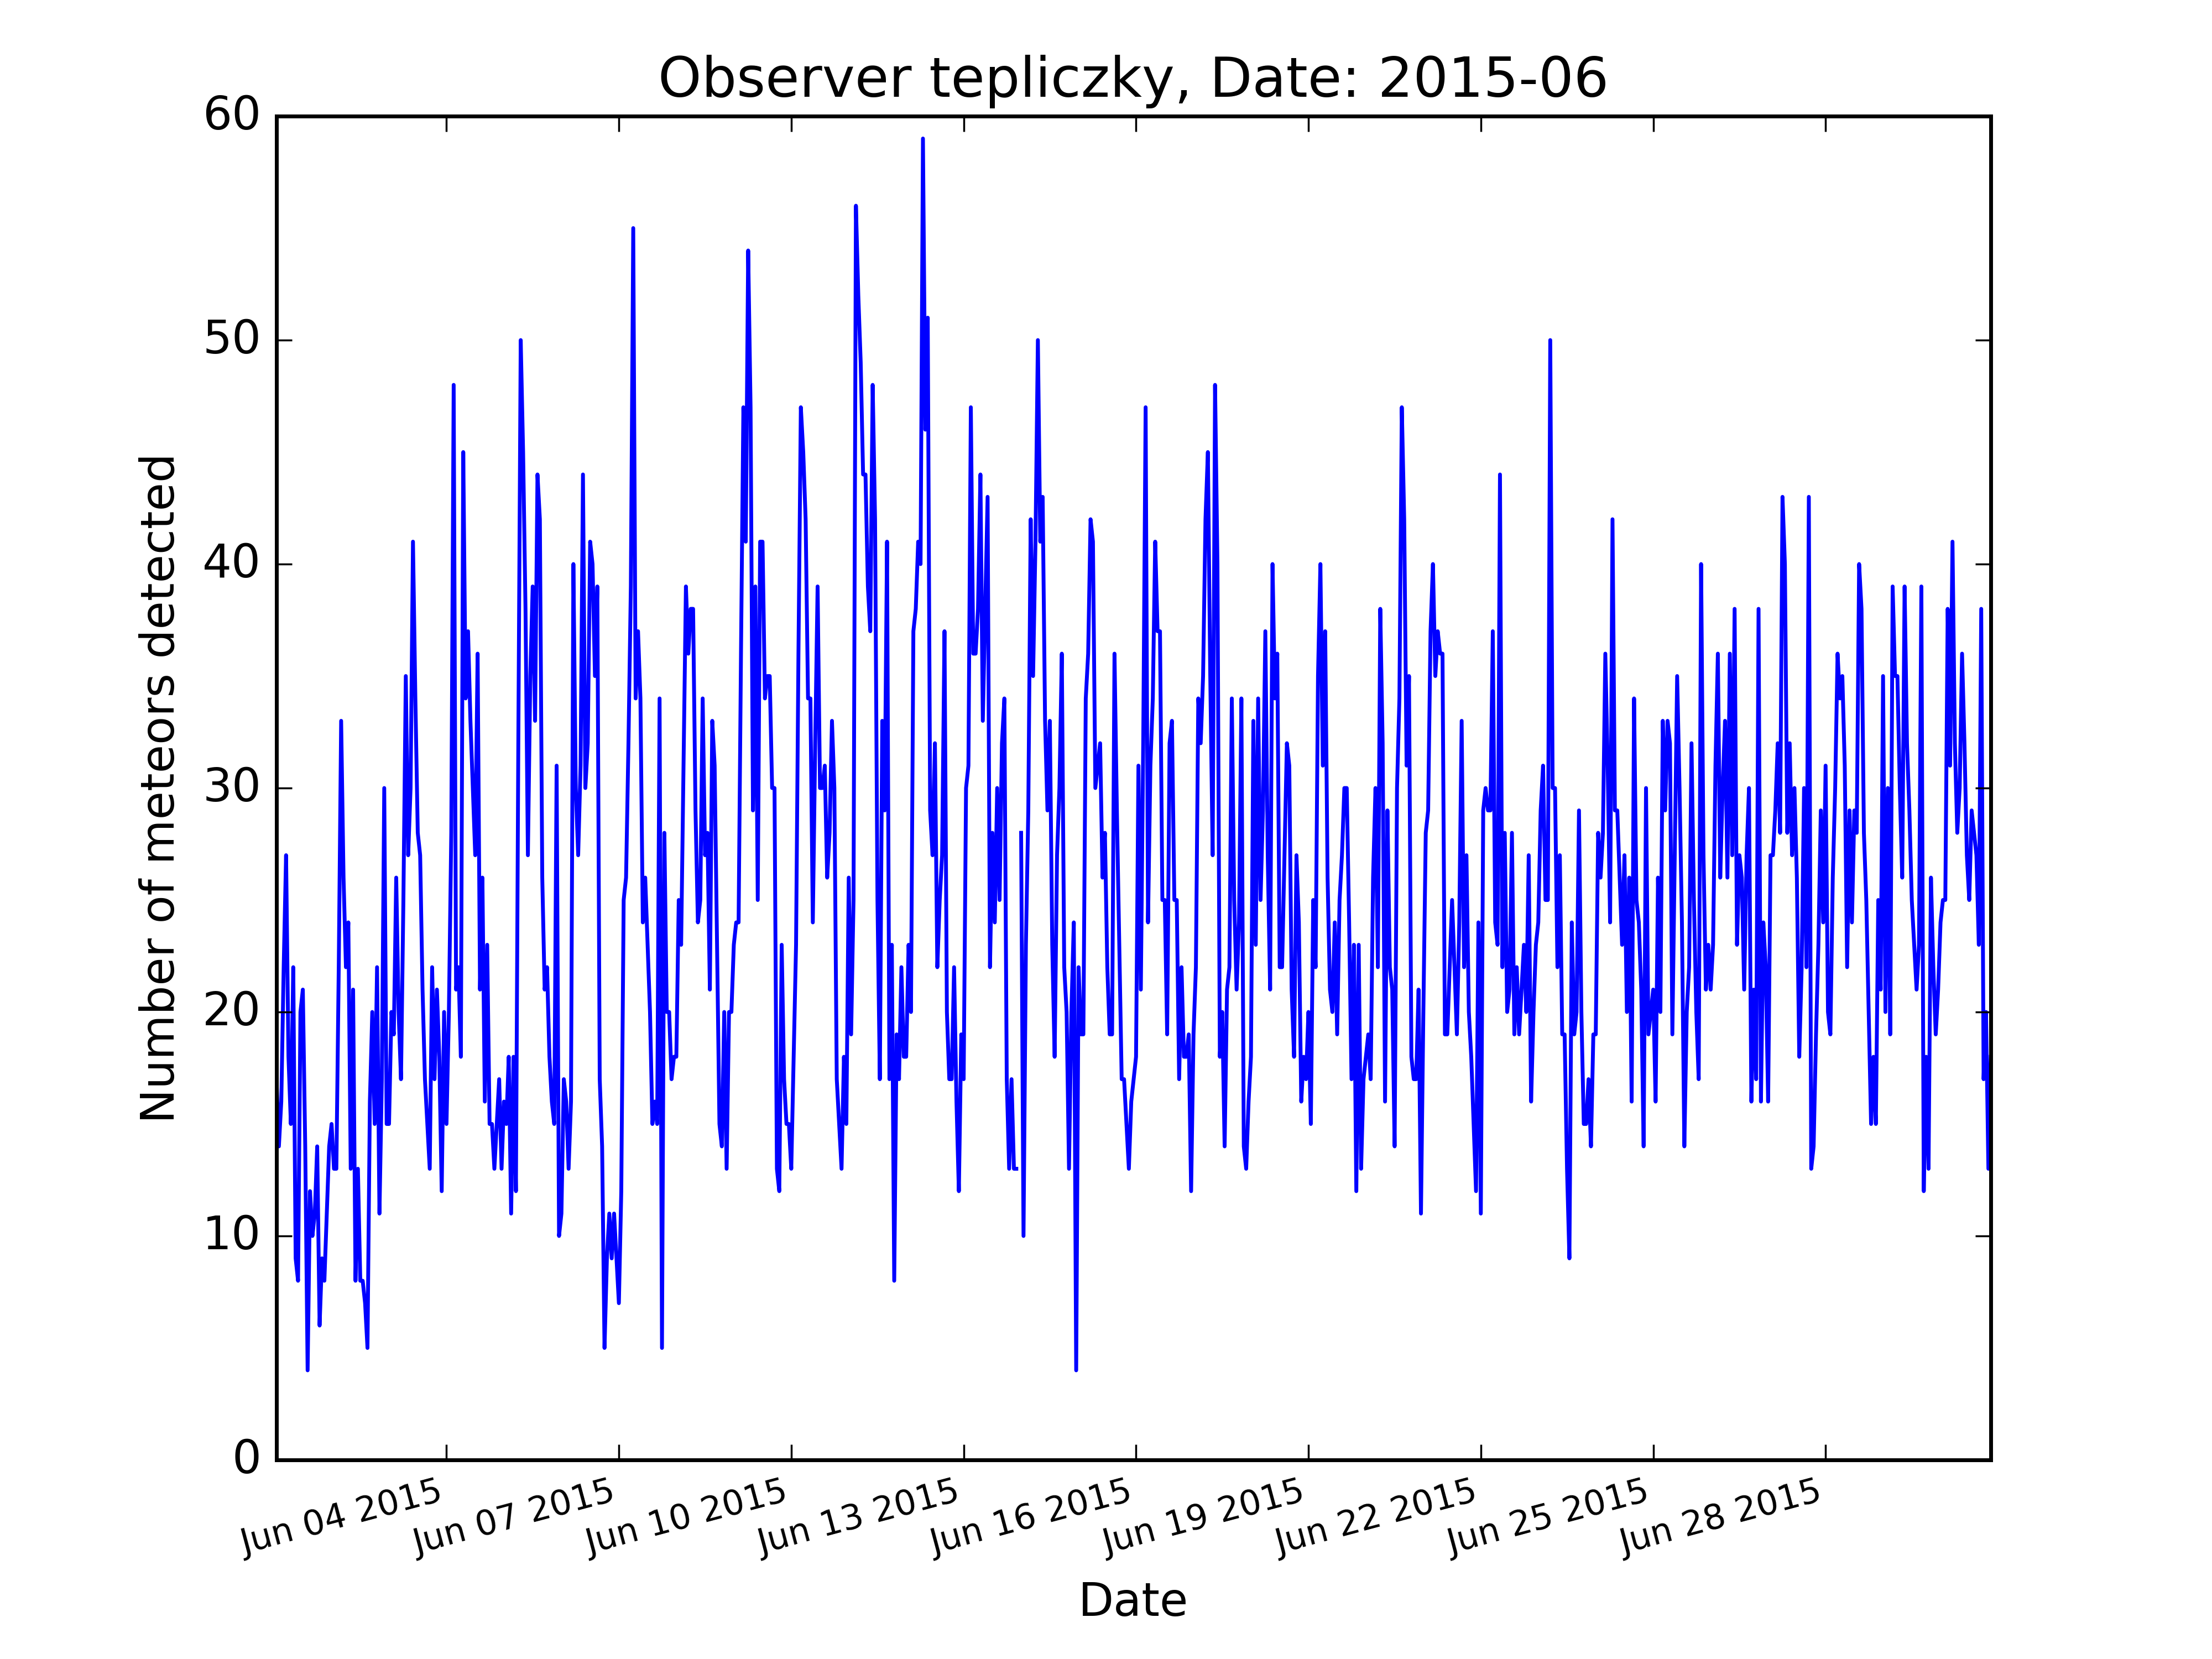 Observer tepliczky, Date: 2015-06
60
50
40
30
20
10
0
Number of meteors detected
Jun 04 2015
Jun 07 2015
Jun 10 2015
Jun 13 2015
Jun 16 2015
Jun 19 2015
Jun 22 2015
Jun 25 2015
Jun 28 2015
Date